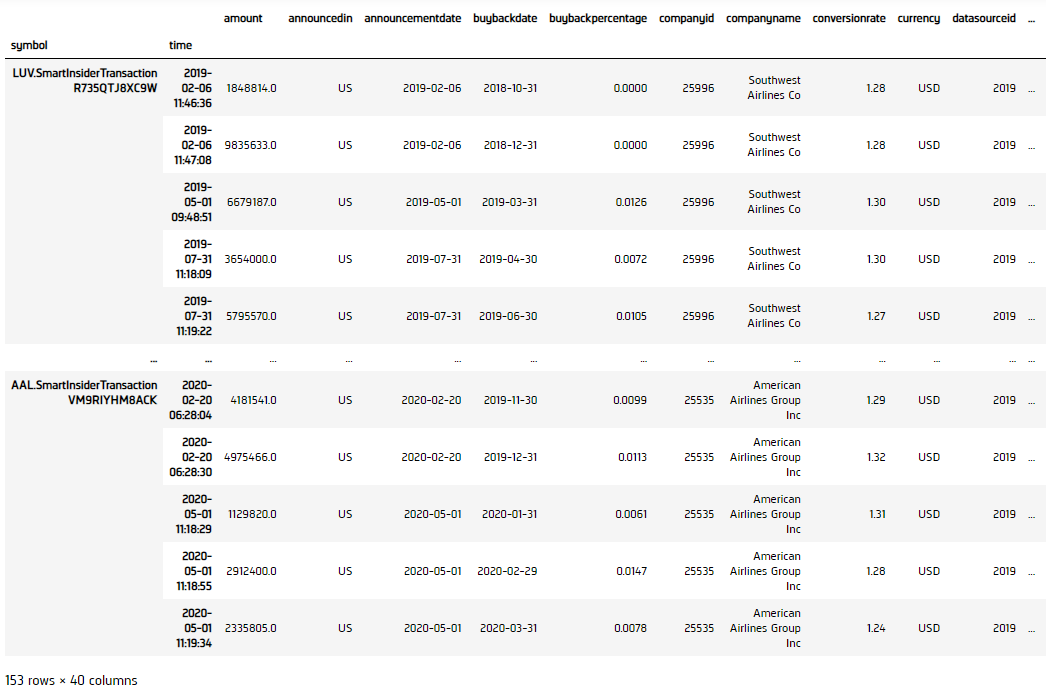 amount announcedin announcementdate buybackdate buybackpercentage companyid companyname conversionrate currency datasourceid ...
symbol time
LUV.SmartInsiderTransaction R735QTJ8XC9W 2019-02-06 11:46:36 1848814.0 US 2019-02-06 2018-10-31 0.0000 25996 Southwest Airlines Co 1.28 USD 2019 ...
2019-02-06 11:47:08 9835633.0 US 2019-02-06 2018-12-31 0.0000 25996 Southwest Airlines Co 1.28 USD 2019 ...
2019-05-01 09:48:51 6679187.0 US 2019-05-01 2019-03-31 0.0126 25996 Southwest Airlines Co 1.30 USD 2019 ...
2019-07-31 11:18:09 3654000.0 US 2019-07-31 2019-04-30 0.0072 25996 Southwest Airlines Co 1.30 USD 2019 ...
2019-07-31 11:19:22 5795570.0 US 2019-07-31 2019-06-30 0.0105 25996 Southwest Airlines Co 1.27 USD 2019 ...
... ... ... ... ... ... ... ... ... ... ... ... ...
AAL.SmartInsiderTransaction VM9RIYHM8ACK 2020-02-20 06:28:04 4181541.0 US 2020-02-20 2019-11-30 0.0099 25535 American Airlines Group Inc 1.29 USD 2019 ...
2020-02-20 06:28:30 4975466.0 US 2020-02-20 2019-12-31 0.0113 25535 American Airlines Group Inc 1.32 USD 2019 ...
2020-05-01 11:18:29 1129820.0 US 2020-05-01 2020-01-31 0.0061 25535 American Airlines Group Inc 1.31 USD 2019 ...
2020-05-01 11:18:55 2912400.0 US 2020-05-01 2020-02-29 0.0147 25535 American Airlines Group Inc 1.28 USD 2019 ...
2020-05-01 11:19:34 2335805.0 US 2020-05-01 2020-03-31 0.0078 25535 American Airlines Group Inc 1.24 USD 2019 ...
153 rows × 40 columns